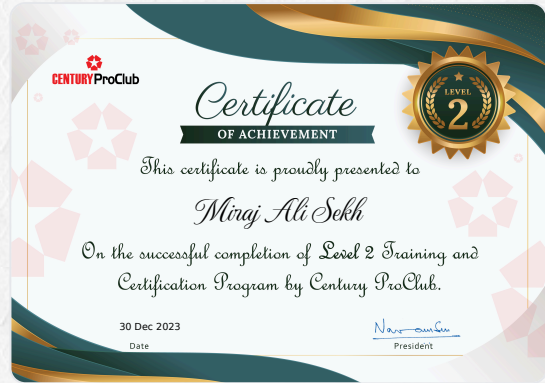 CENTURY ProClub
Certificate
OF ACHIEVEMENT
LEVEL
2
This certificate is proudly presented to
Miraj Ali Sekh
On the successful completion of Level 2 Training and
Certification Program by Century ProClub.
30 Dec 2023
Date
President